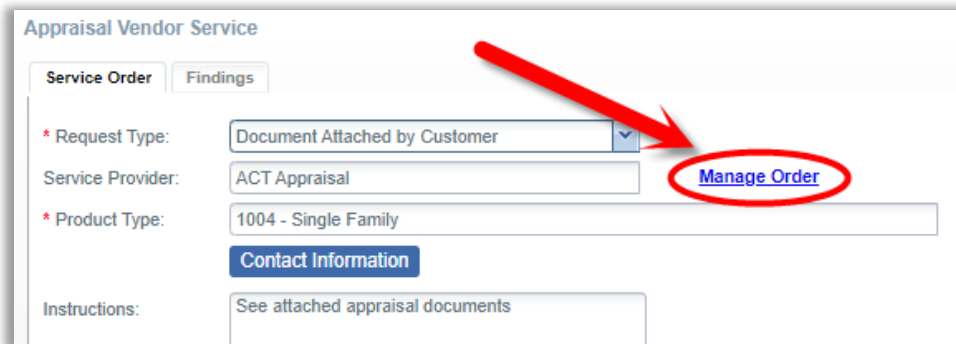 Appraisal Vendor Service
Service Order Findings
* Request Type: Document Attached by Customer
Service Provider: ACT Appraisal Manage Order
* Product Type: 1004 - Single Family
Contact Information
Instructions: See attached appraisal documents